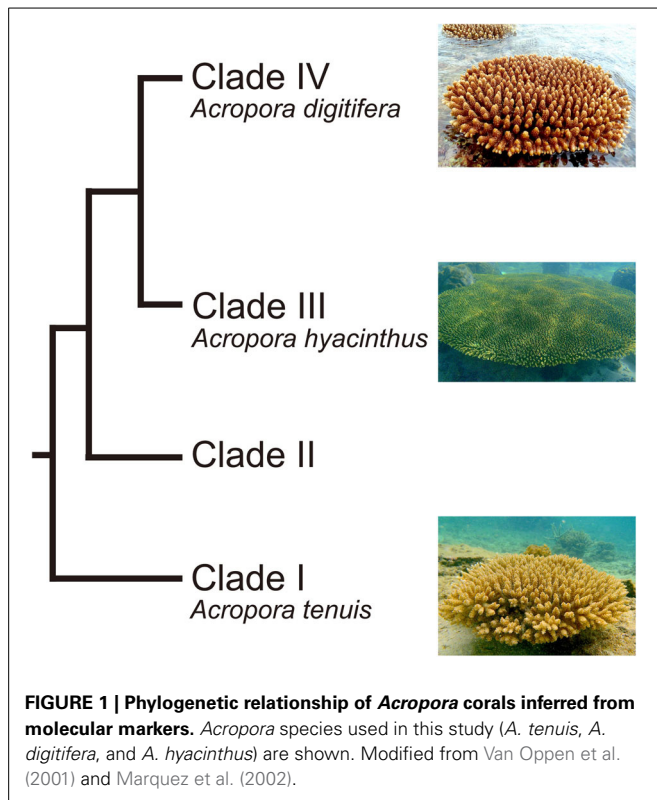 Clade IV
Acropora digitifera
Clade III
Acropora hyacinthus
Clade II
Clade I
Acropora tenuis
FIGURE 1 | Phylogenetic relationship of Acropora corals inferred from
molecular markers. Acropora species used in this study (A. tenuis, A.
digitifera, and A. hyacinthus) are shown. Modified from Van Oppen et al.
(2001) and Marquez et al. (2002).